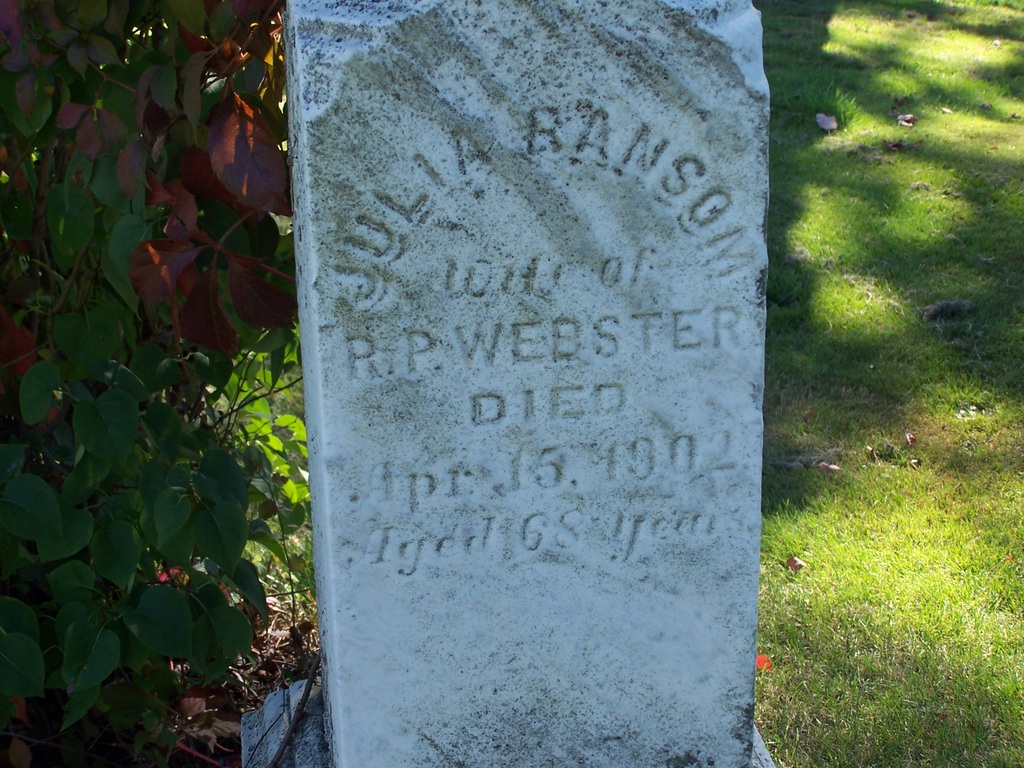 JULIA RANSOM
Wife of
R.P. WEBSTER
DIED
Apr. 15, 1902
Aged 68 Years